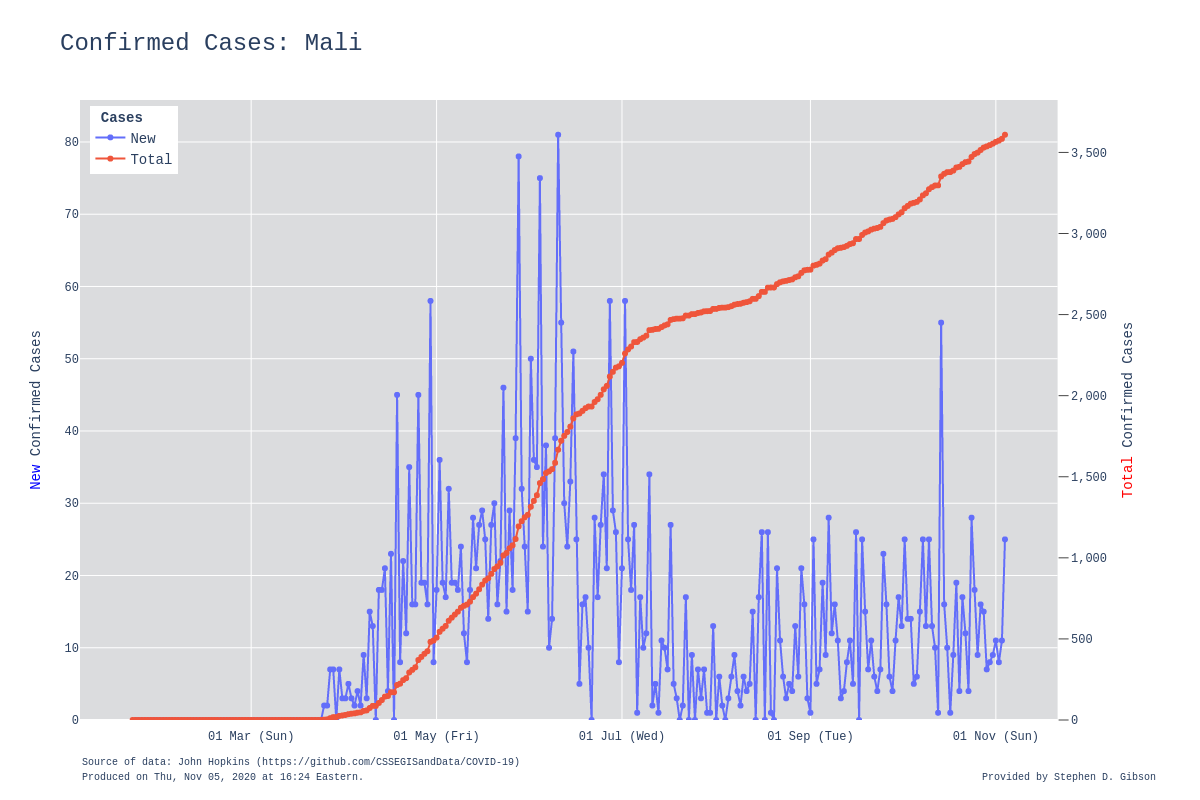 Confirmed Cases: Mali
Cases
New
Total
80
70
60
50
40
30
20
10
0
3,500
3,000
2,500
2,000
1,500
1,000
500
0
New Confirmed Cases
Total Confirmed Cases
01 Mar (Sun)
01 May (Fri)
01 Jul (Wed)
01 Sep (Tue)
01 Nov (Sun)
Source of data: John Hopkins (https://github.com/CSSEGISandData/COVID-19)
Produced on Thu, Nov 05, 2020 at 16:24 Eastern.
Provided by Stephen D. Gibson